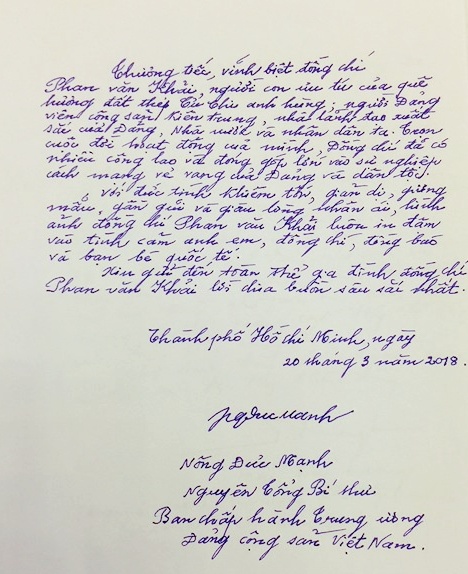 Thương tiếc, vĩnh biệt đồng chí
Phan Văn Khải, người con ưu tú của quê
hương đất thép Củ Chi anh hùng, người Đảng
viên cộng sản kiên trung, nhà lãnh đạo xuất
sắc của Đảng, Nhà nước và nhân dân ta. Trọn
cuộc đời hoạt động của mình, Đồng chí đã có
nhiều công lao và đóng góp lớn vào sự nghiệp
cách mạng vẻ vang của Đảng và dân tộc.
Với đức tính khiêm tốn, giản dị, gương
mẫu, gần gũi và giàu lòng nhân ái, hình
ảnh đồng chí Phan Văn Khải luôn in đậm
vào tình cảm anh em, đồng chí, đồng bào
và bạn bè quốc tế.
Xin gửi đến toàn thể gia đình đồng chí
Phan Văn Khải lời chia buồn sâu sắc nhất.
Thành phố Hồ Chí Minh, ngày
20 tháng 3 năm 2018.
Nông Đức Mạnh
Nguyên Tổng Bí thư
Ban chấp hành Trung ương
Đảng cộng sản Việt Nam.